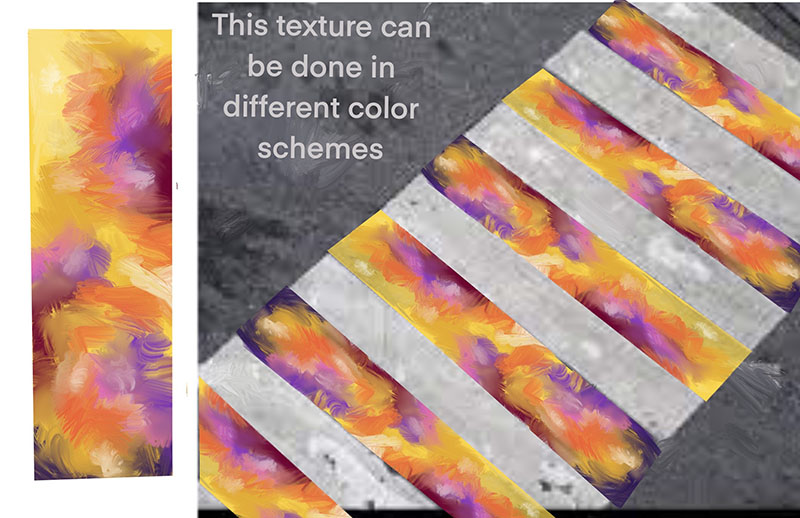 This texture can
be done in
different color
schemes